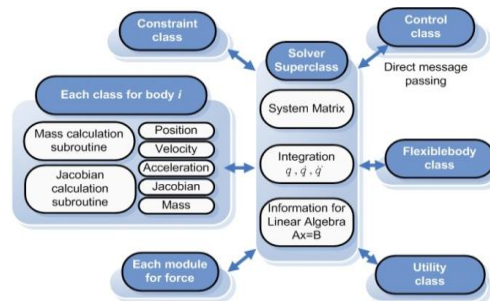 Constraint
class
Solver
Superclass
Control
class
Direct message
passing
Each class for body i
Mass calculation
subroutine
Jacobian
calculation
subroutine
Position
Velocity
Acceleration
Jacobian
Mass
System Matrix
Integration
q , q̇ , q̈
Information for
Linear Algebra
Ax=B
Flexiblebody
class
Each module
for force
Utility
class